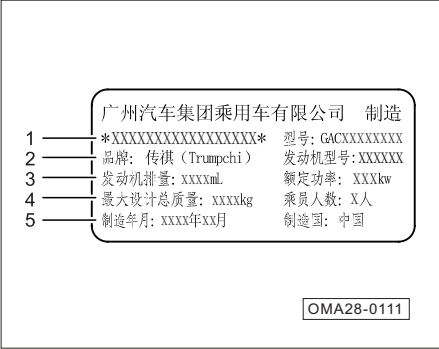 广州汽车集团乘用车有限公司 制造
1 *XXXXXXXXXXXXXXXXX* 型号: GACXXXXXXXX
2 品牌: 传祺（Trumpchi） 发动机型号:XXXXXX
3 发动机排量: xxxxmL 额定功率: XXXkw
4 最大设计总质量: xxxxkg 乘员人数: X人
5 制造年月: xxxx年xx月 制造国: 中国
OMA28-0111